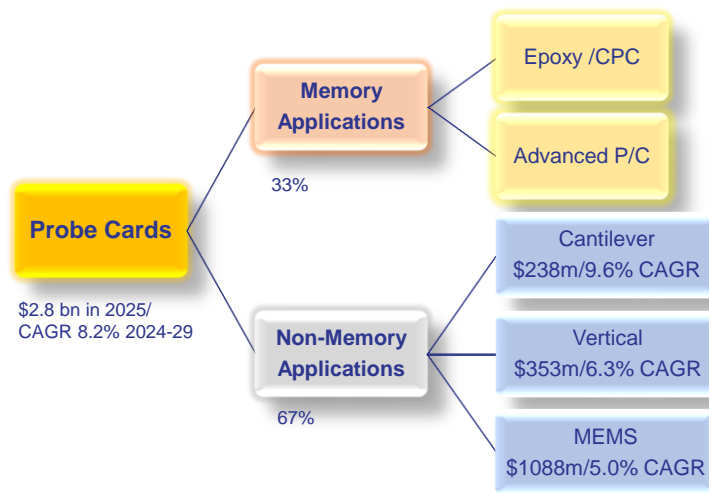 Probe Cards
$2.8 bn in 2025/
CAGR 8.2% 2024-29
Memory
Applications
33%
Epoxy /CPC
Advanced P/C
Non-Memory
Applications
67%
Cantilever
$238m/9.6% CAGR
Vertical
$353m/6.3% CAGR
MEMS
$1088m/5.0% CAGR